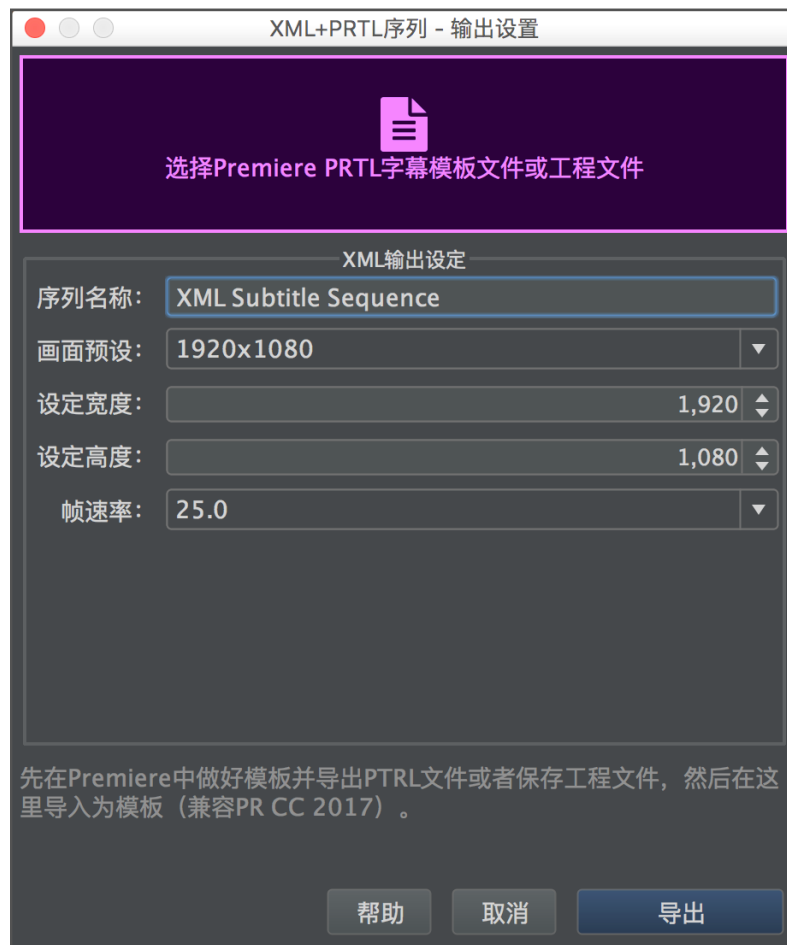 XML+PRTL序列 - 输出设置
选择Premiere PRTL字幕模板文件或工程文件
XML输出设定
序列名称: XML Subtitle Sequence
画面预设: 1920x1080
设定宽度: 1,920
设定高度: 1,080
帧速率: 25.0
先在Premiere中做好模板并导出PTRL文件或者保存工程文件，然后在这
里导入为模板（兼容PR CC 2017）。
帮助 取消 导出